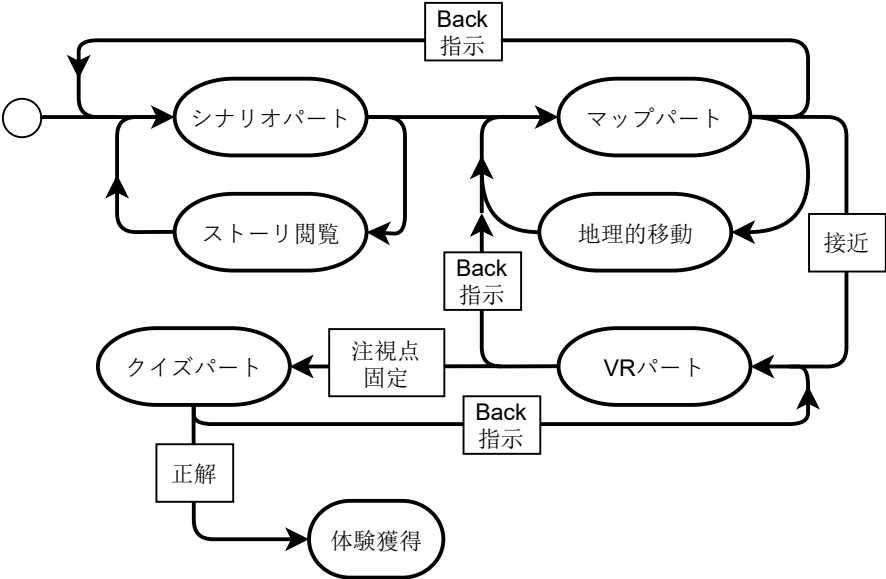 Back
指示
シナリオパート
マップパート
ストーリ閲覧
地理的移動
接近
Back
指示
クイズパート
注視点
固定
VRパート
Back
指示
正解
体験獲得